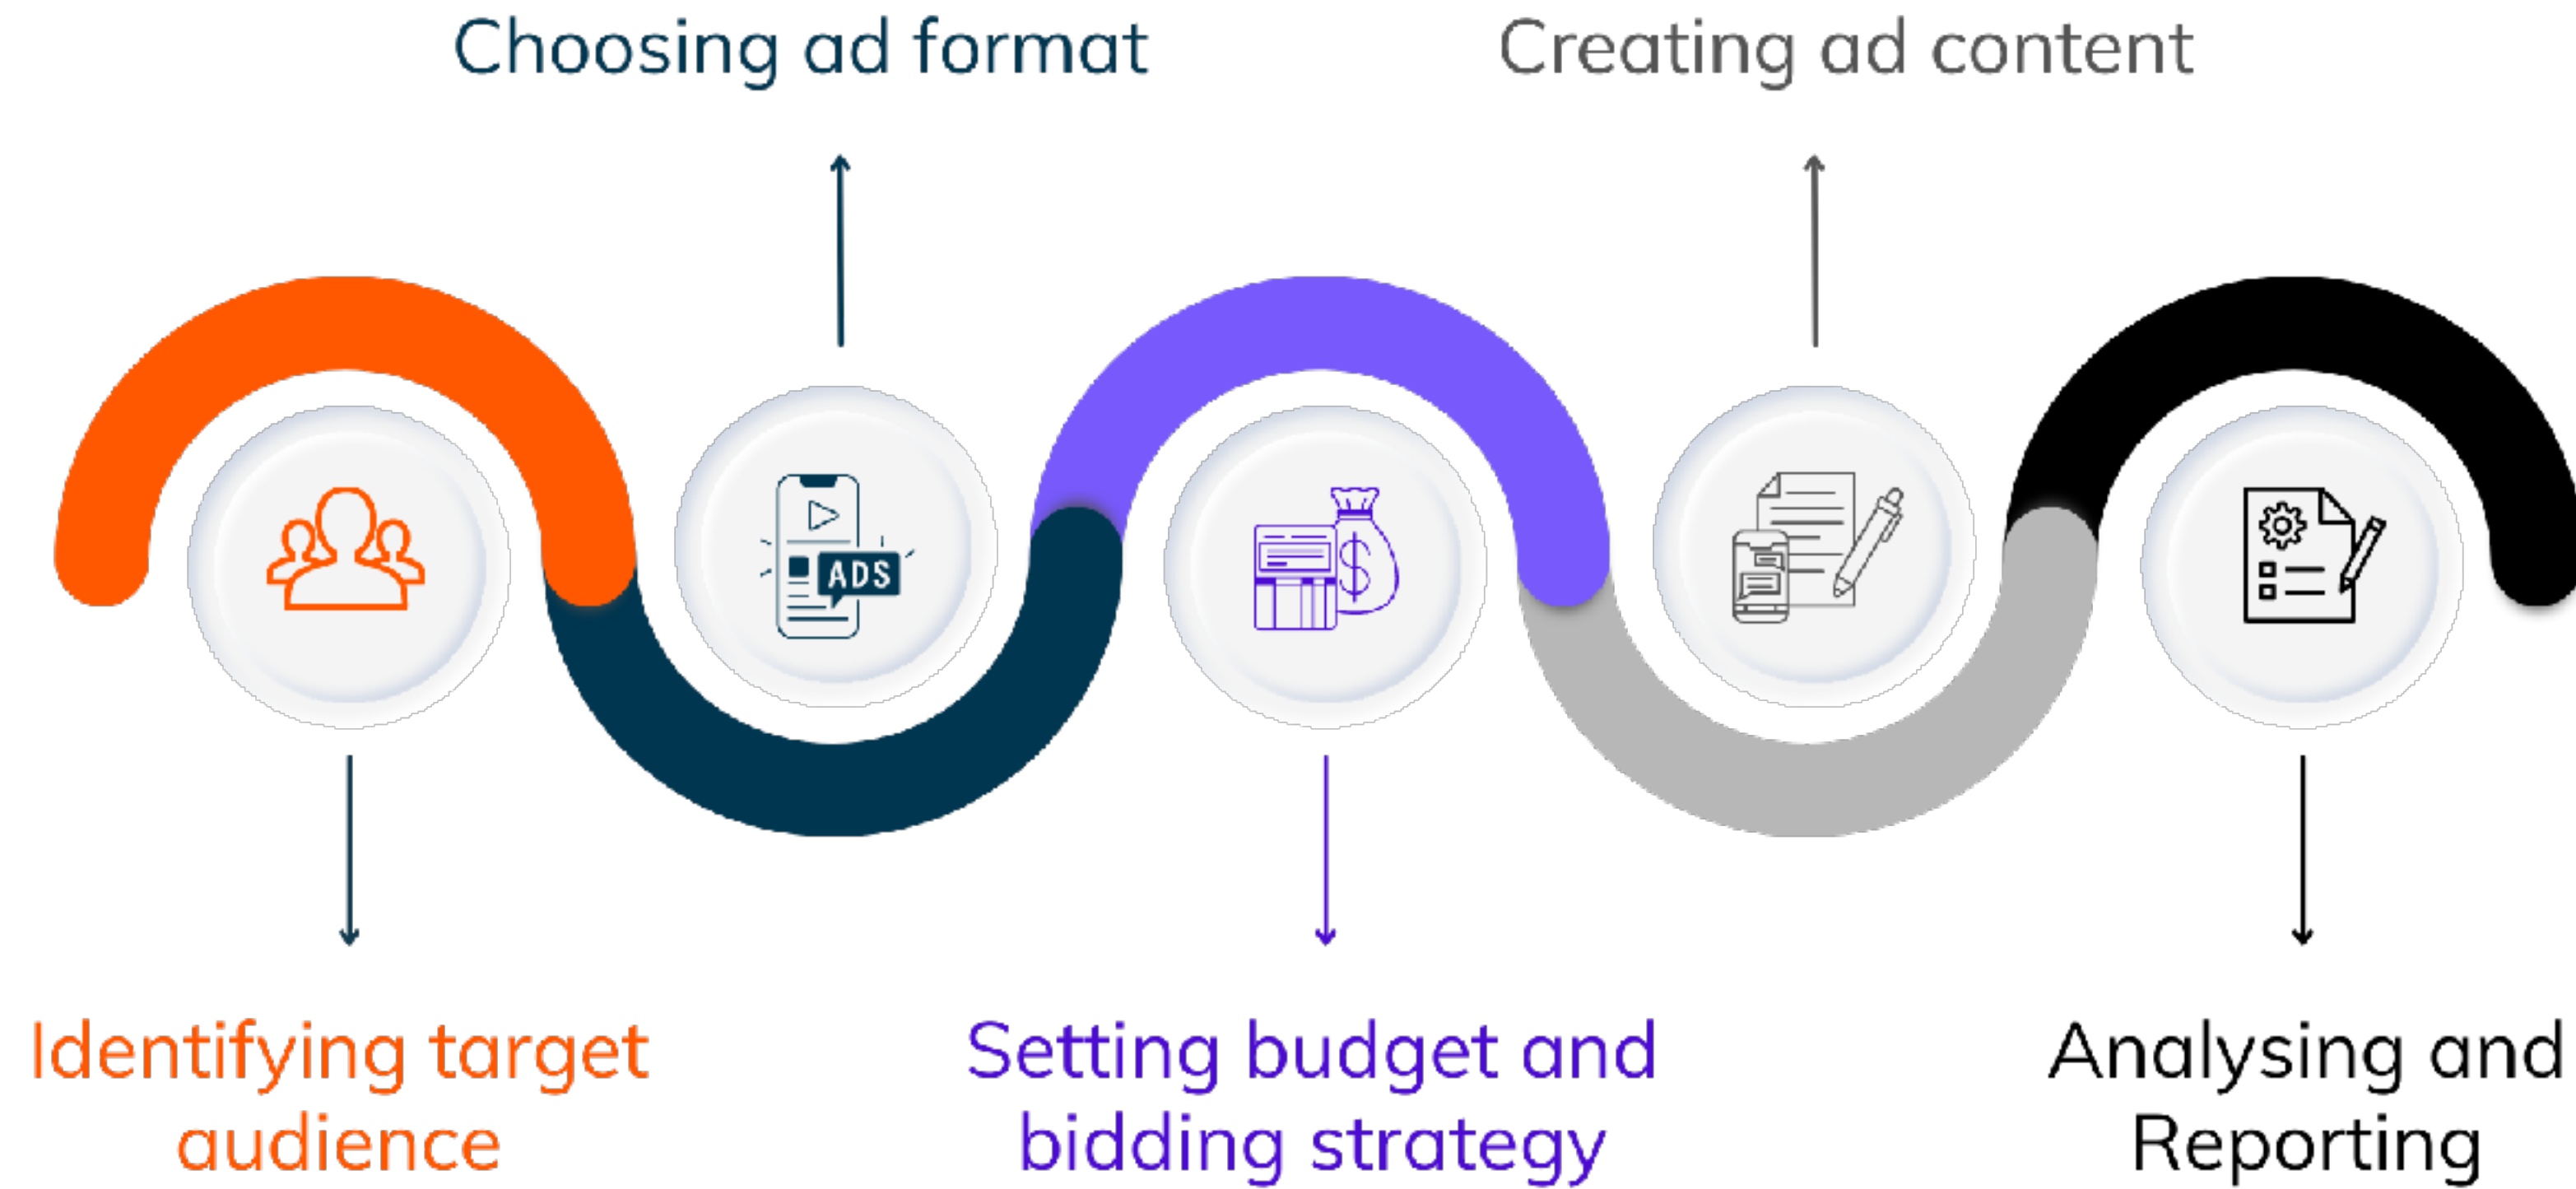 Choosing ad format
Creating ad content
ADS
Identifying target
audience
Setting budget and
bidding strategy
Analysing and
Reporting